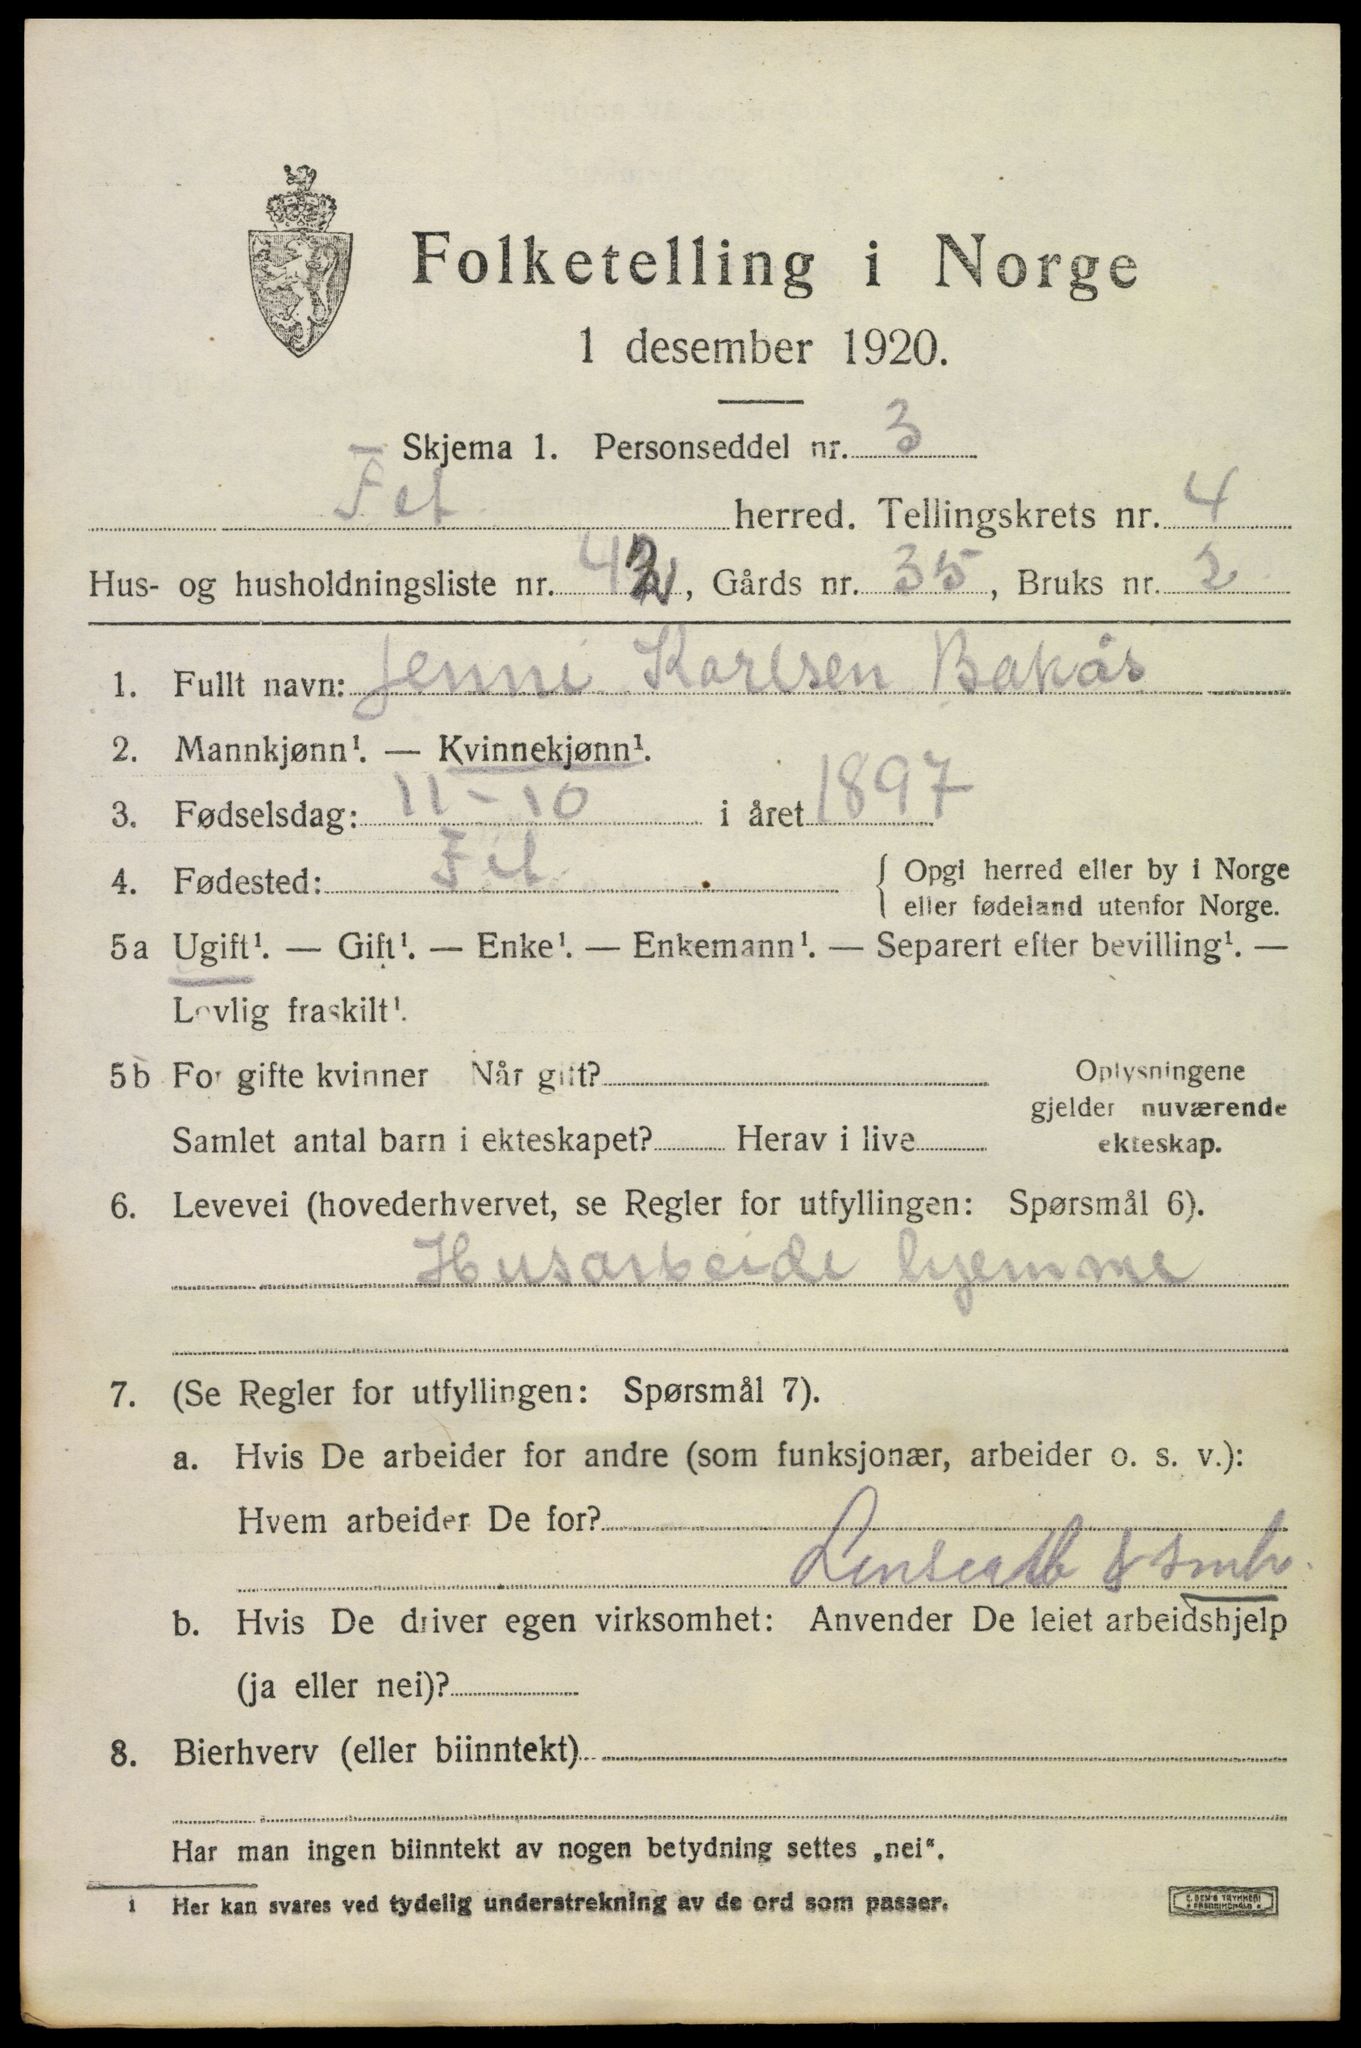 Folketelling i Norge
1 desember 1920.
Skjema 1. Personseddel nr. 3
Fet herred. Tellingskrets nr. 4
Hus- og husholdningsliste nr. 42, Gårds nr. 35, Bruks nr. 2
1. Fullt navn: Jenni Karlsen Bakås
2. Mannkjønn¹. — Kvinnekjønn¹.
3. Fødselsdag: 11-10 i året 1897
4. Fødested: Fet { Opgi herred eller by i Norge
eller fødeland utenfor Norge.
5a Ugift¹. — Gift¹. — Enke¹. — Enkemann¹. — Separert efter bevilling¹. —
Lovlig fraskilt¹.
5b For gifte kvinner Når gift? Oplysningene
gjelder nuværende
Samlet antal barn i ekteskapet? Herav i live ekteskap.
6. Levevei (hovederhvervet, se Regler for utfyllingen: Spørsmål 6).
Husarbeide hjemme
7. (Se Regler for utfyllingen: Spørsmål 7).
a. Hvis De arbeider for andre (som funksjonær, arbeider o. s. v.):
Hvem arbeider De for?
b. Hvis De driver egen virksomhet: Anvender De leiet arbeidshjelp
(ja eller nei)?
8. Bierhverv (eller biinntekt)
Har man ingen biinntekt av nogen betydning settes „nei“.
1 Her kan svares ved tydelig understrekning av de ord som passer.